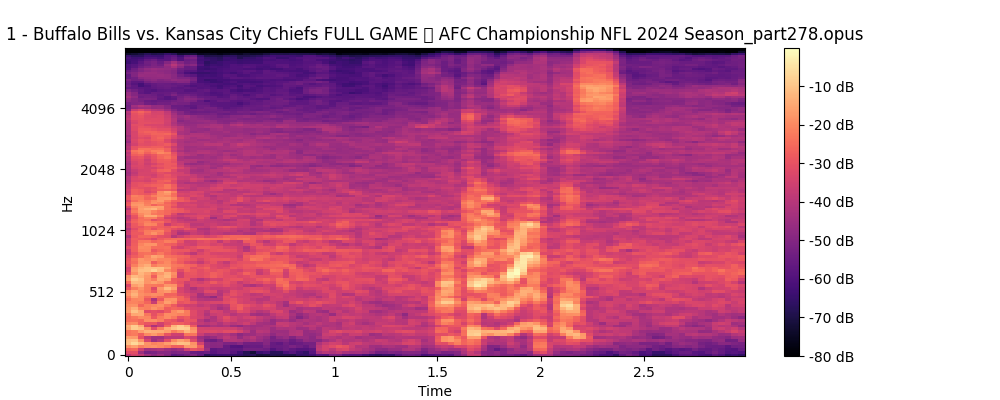 1 - Buffalo Bills vs. Kansas City Chiefs FULL GAME ▯ AFC Championship NFL 2024 Season_part278.opus
Hz
4096
2048
1024
512
0
0 0.5 1 1.5 2 2.5
Time
-10 dB
-20 dB
-30 dB
-40 dB
-50 dB
-60 dB
-70 dB
-80 dB